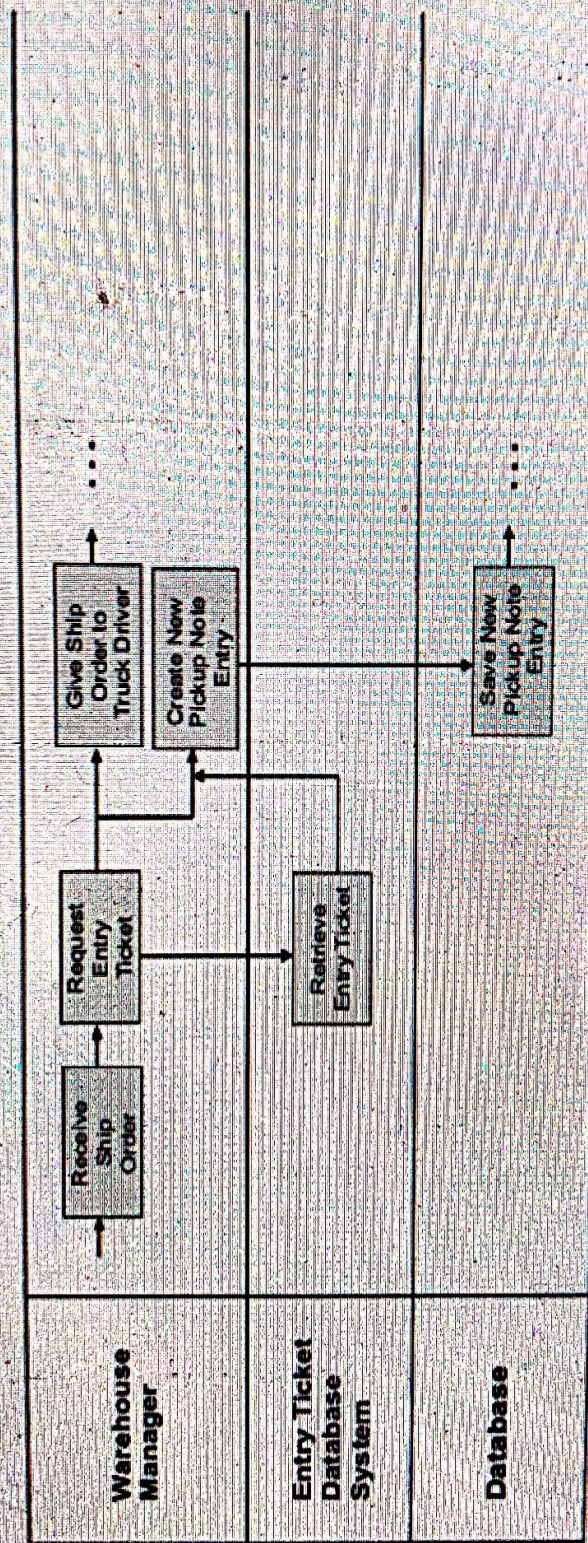 Warehouse
Manager
Receive
Ship
Order
Request
Entry
Ticket
Give Ship
Order to
Truck Driver
...
Create New
Pickup Note
Entry
Entry Ticket
Database
System
Retrieve
Entry Ticket
Database
Save New
Pickup Note
Entry
...